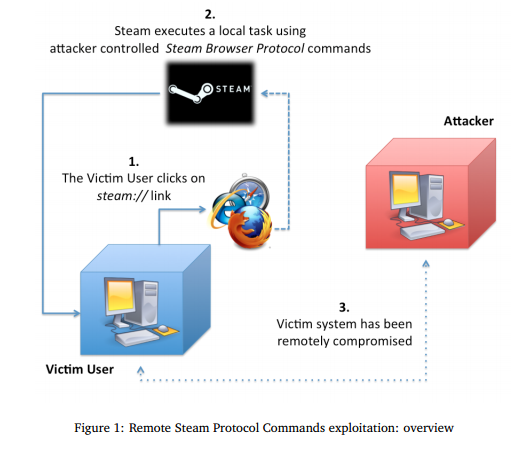 2.
Steam executes a local task using
attacker controlled Steam Browser Protocol commands
STEAM
Attacker
1.
The Victim User clicks on
steam:// link
3.
Victim system has been
remotely compromised
Victim User
Figure 1: Remote Steam Protocol Commands exploitation: overview